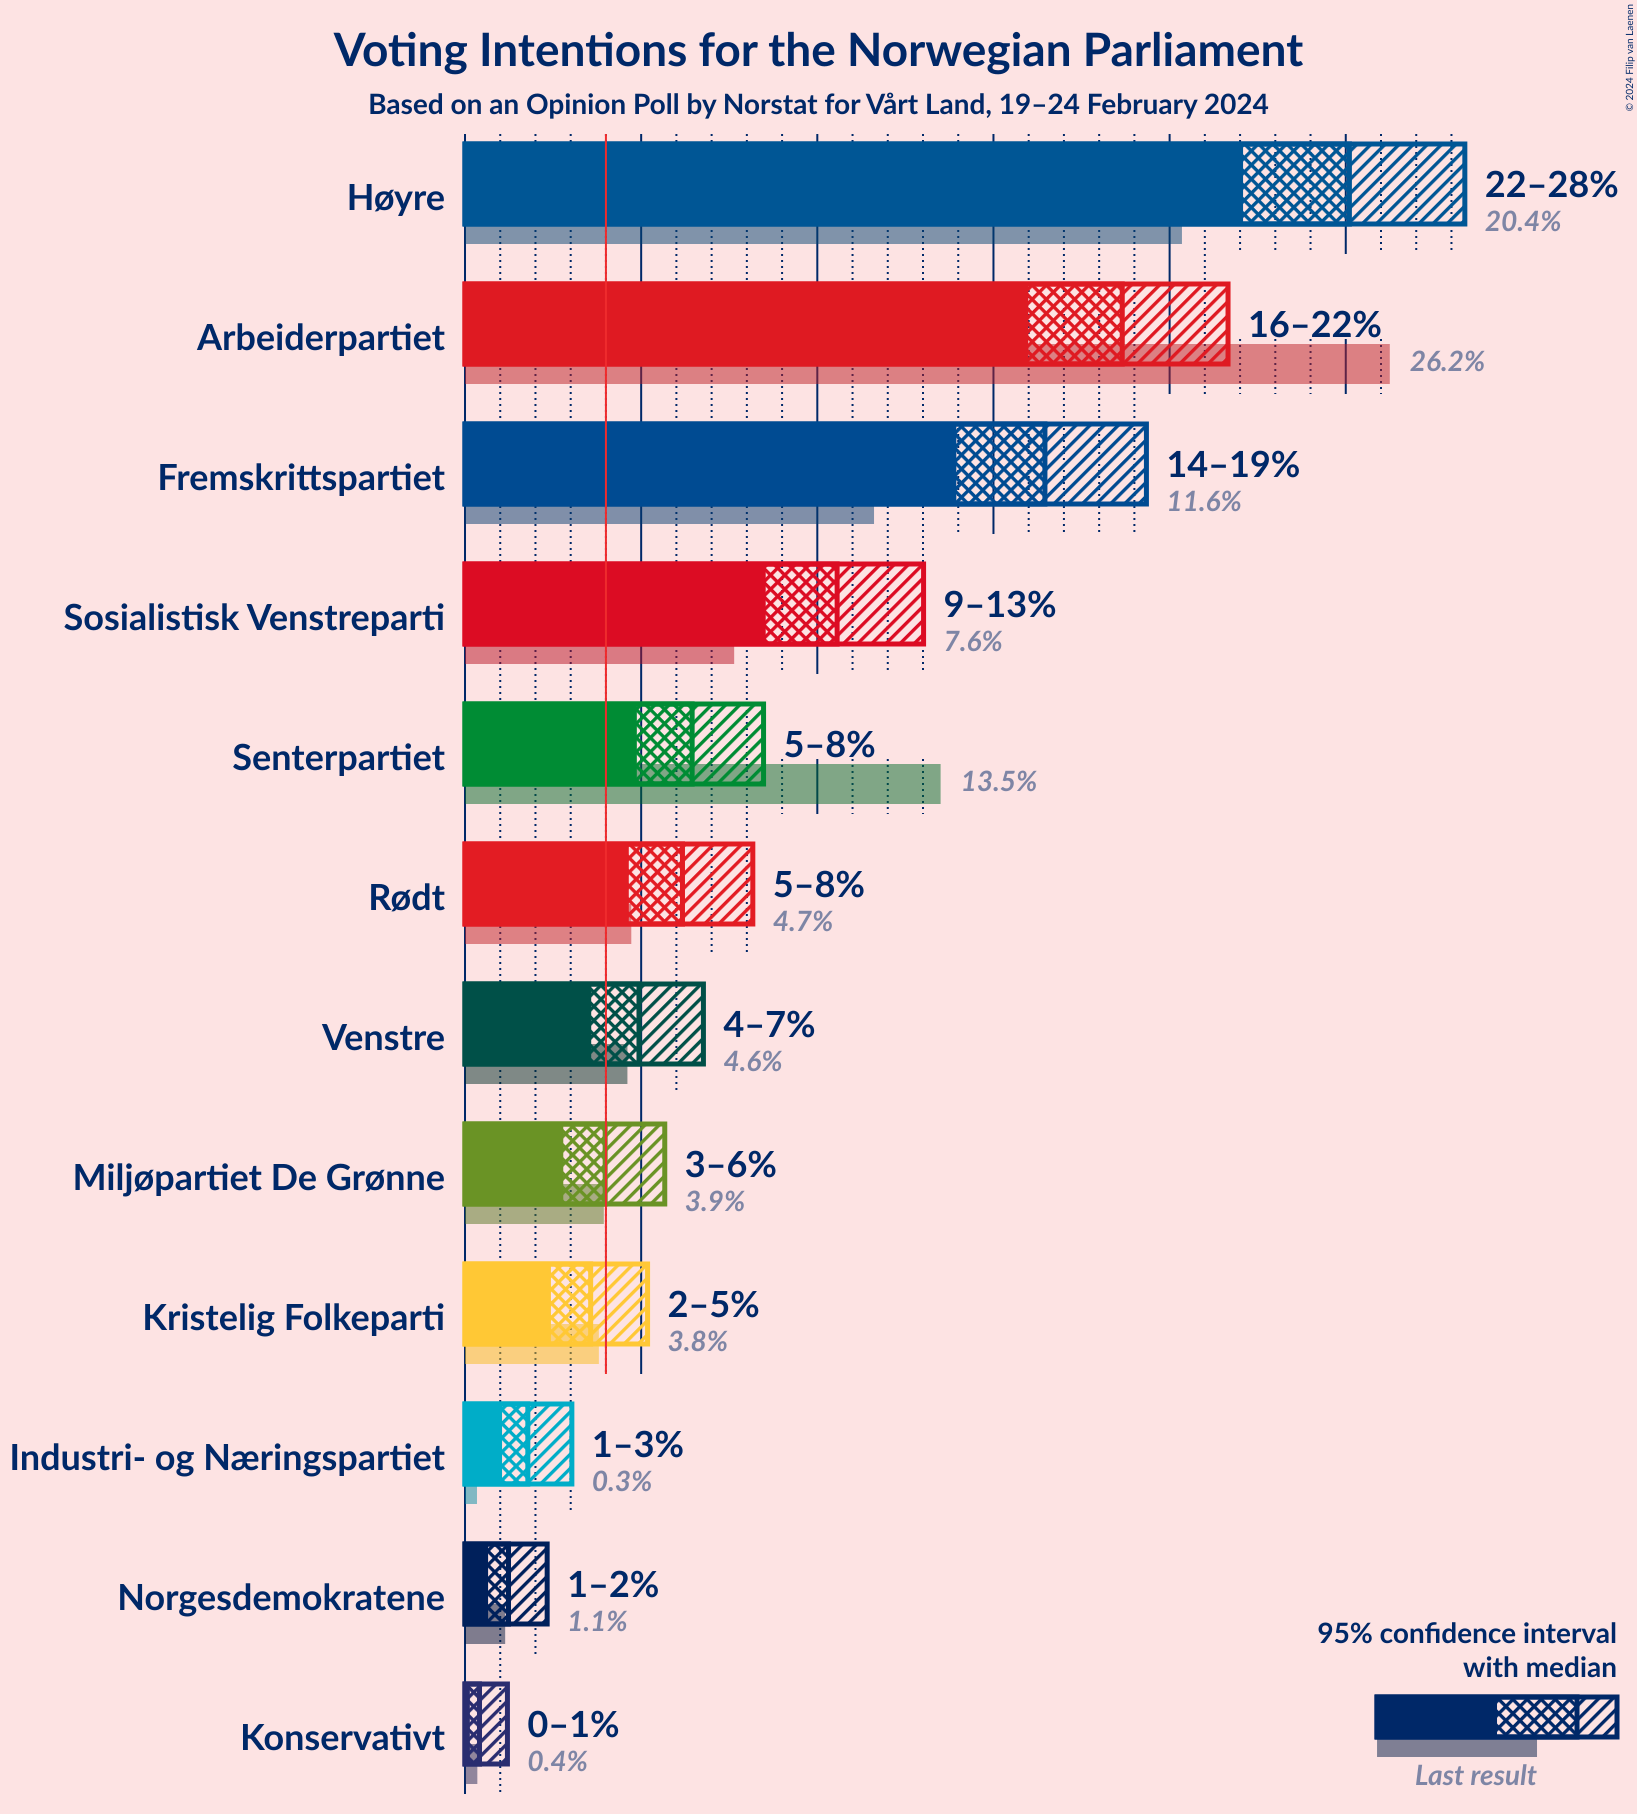 © 2024 Filip van Laenen
Voting Intentions for the Norwegian Parliament
Based on an Opinion Poll by Norstat for Vårt Land, 19–24 February 2024
Høyre
22–28%
20.4%
Arbeiderpartiet
16–22%
26.2%
Fremskrittspartiet
14–19%
11.6%
Sosialistisk Venstreparti
9–13%
7.6%
Senterpartiet
5–8%
13.5%
Rødt
5–8%
4.7%
Venstre
4–7%
4.6%
Miljøpartiet De Grønne
3–6%
3.9%
Kristelig Folkeparti
2–5%
3.8%
Industri- og Næringspartiet
1–3%
0.3%
Norgesdemokratene
1–2%
1.1%
Konservativt
0–1%
0.4%
95% confidence interval
with median
Last result